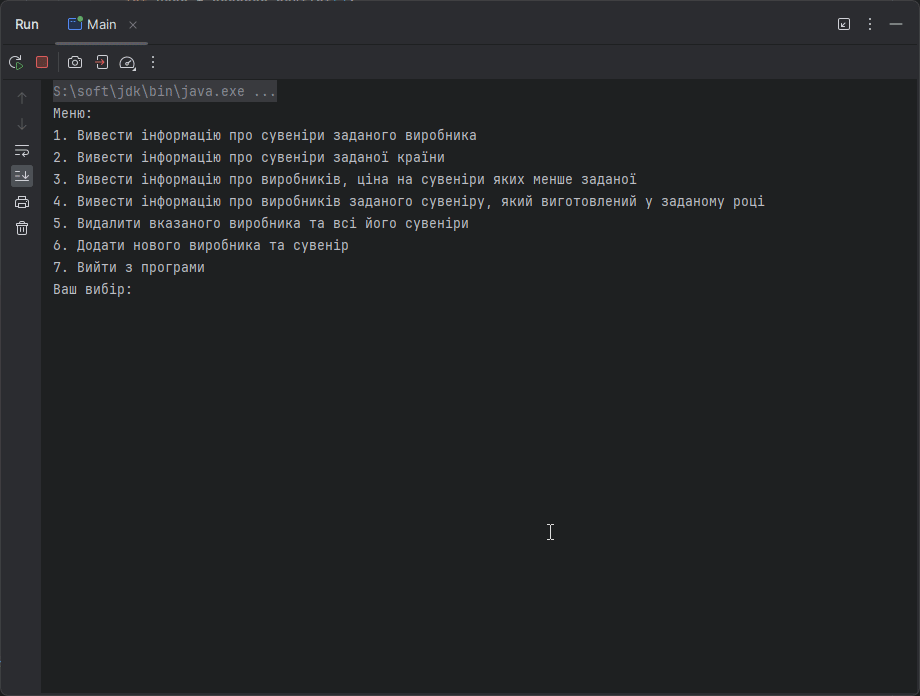 Run Main
S:\soft\jdk\bin\java.exe ...
Меню:
1. Вивести інформацію про сувеніри заданого виробника
2. Вивести інформацію про сувеніри заданої країни
3. Вивести інформацію про виробників, ціна на сувеніри яких менше заданої
4. Вивести інформацію про виробників заданого сувеніру, який виготовлений у заданому році
5. Видалити вказаного виробника та всі його сувеніри
6. Додати нового виробника та сувенір
7. Вийти з програми
Ваш вибір: